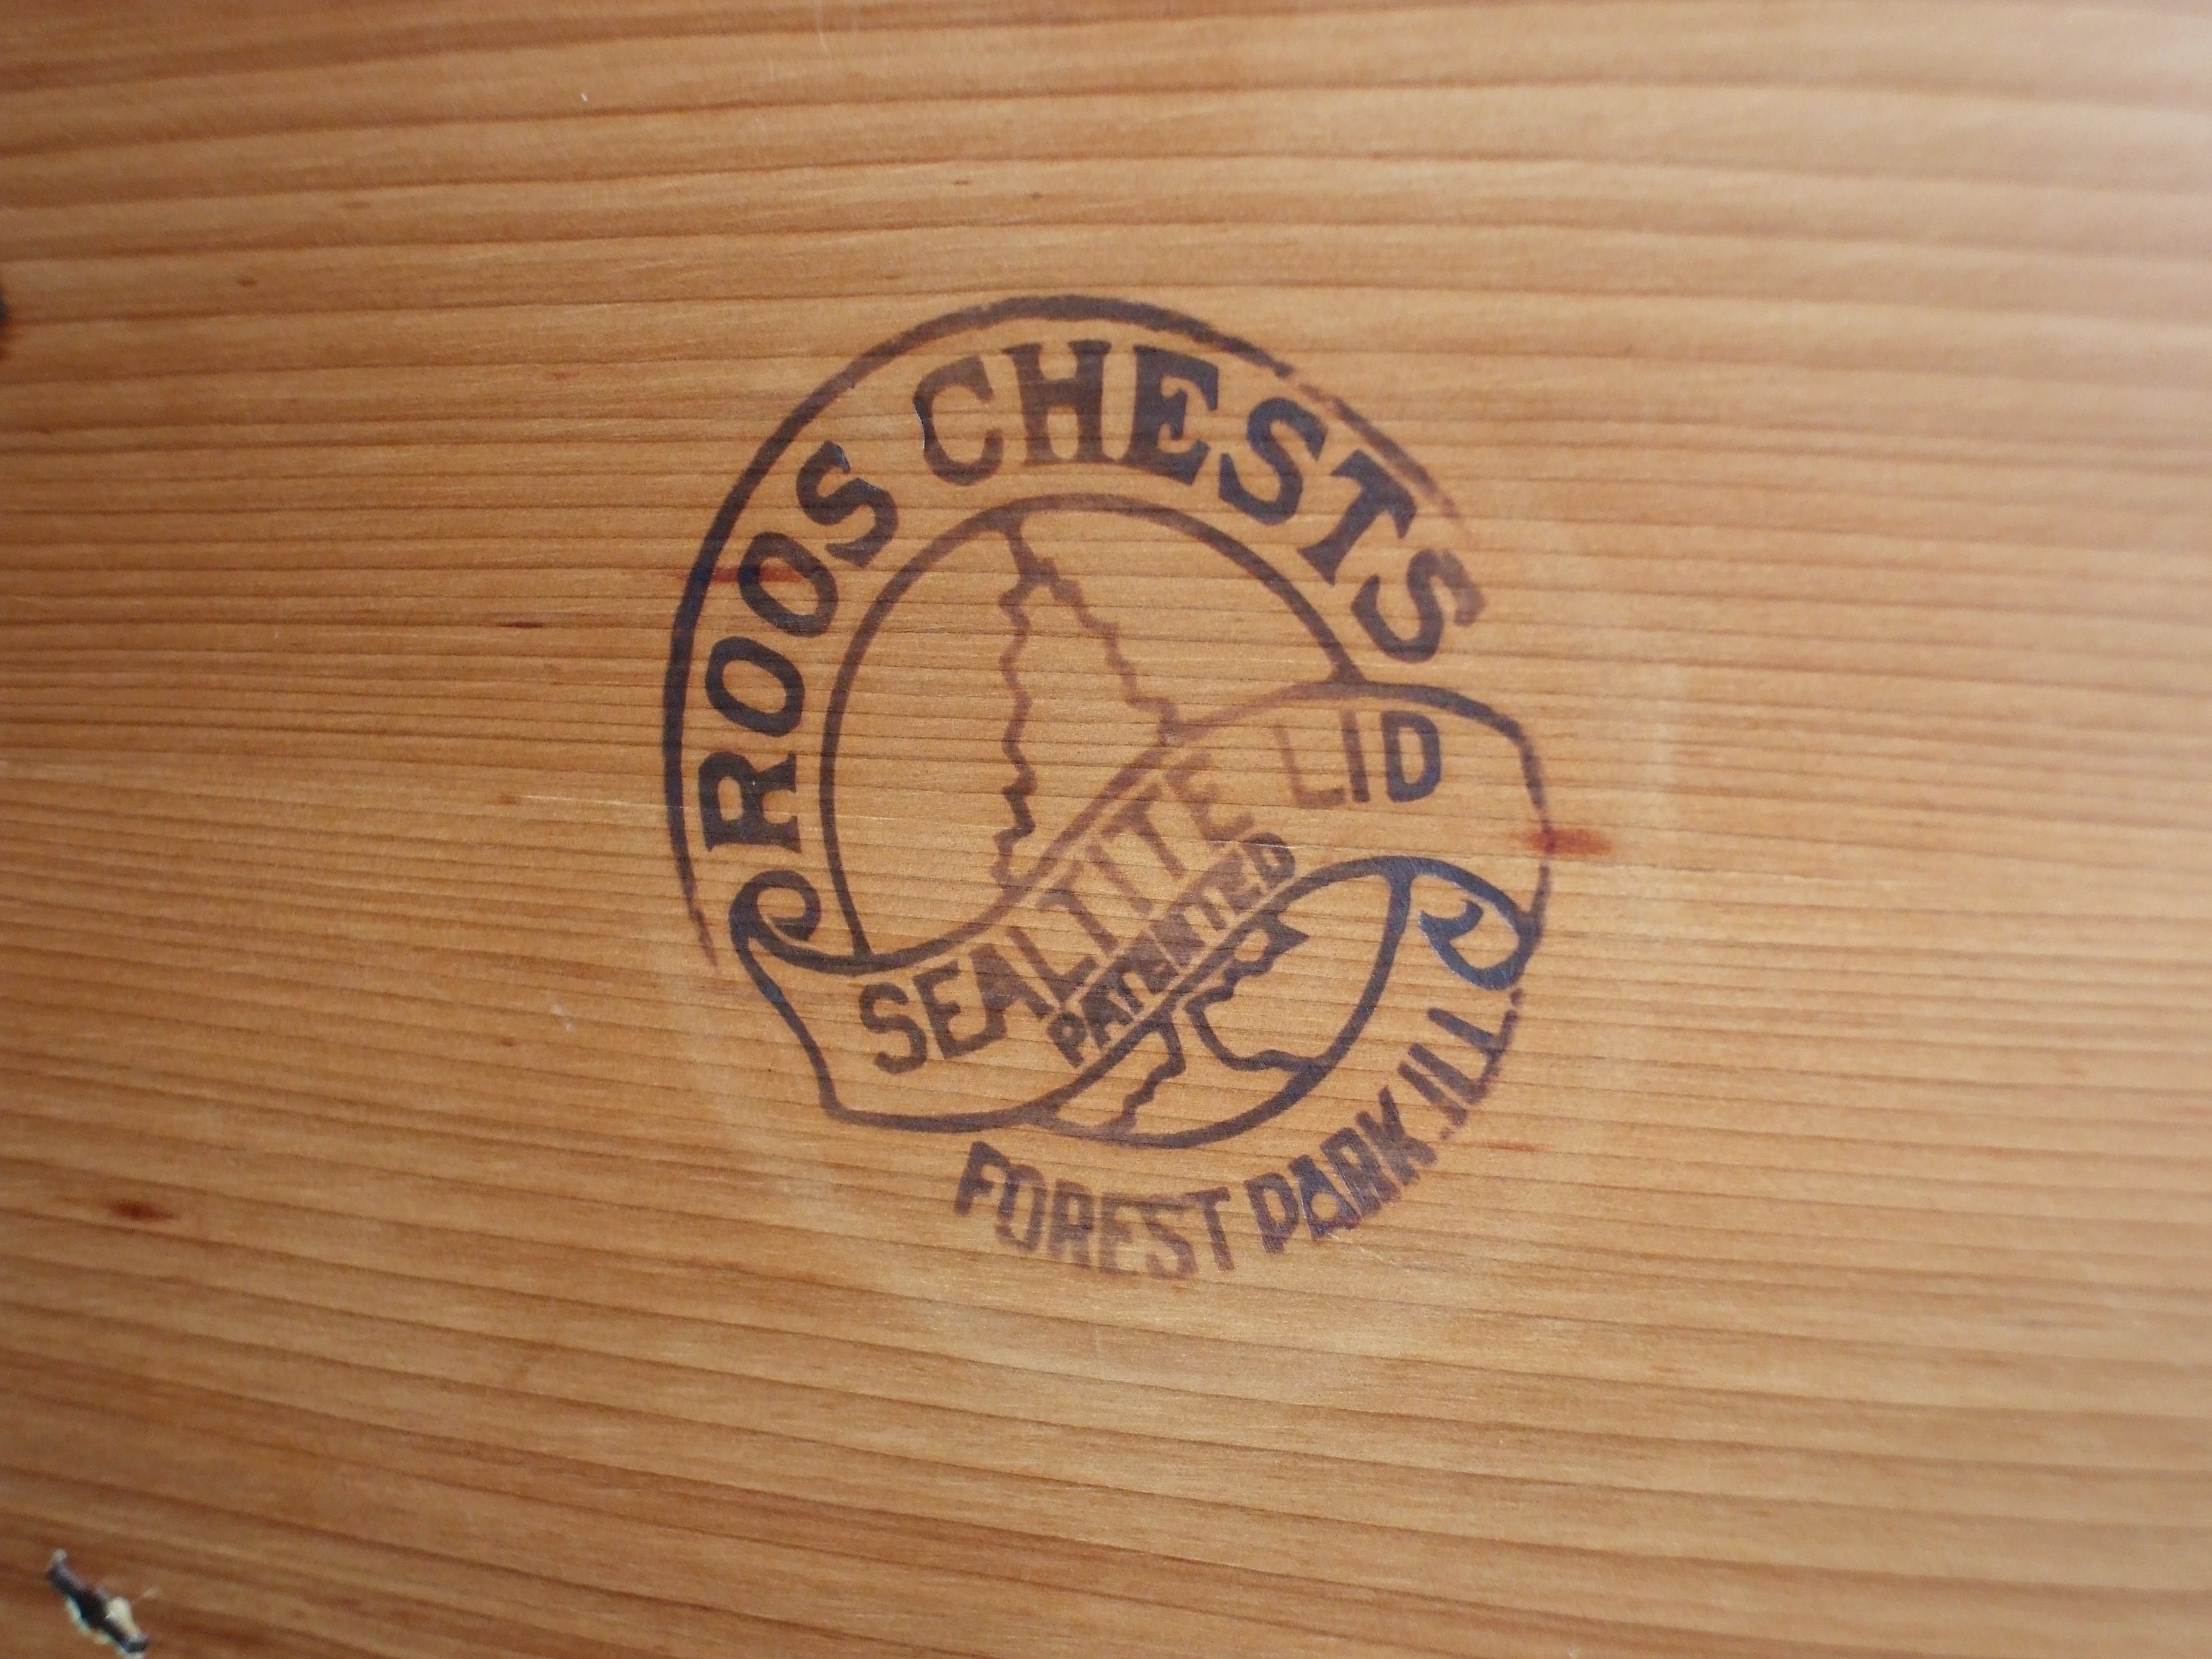 ROOS CHESTS
SEALTITE LID
PATENTED
FOREST PARK. ILL.